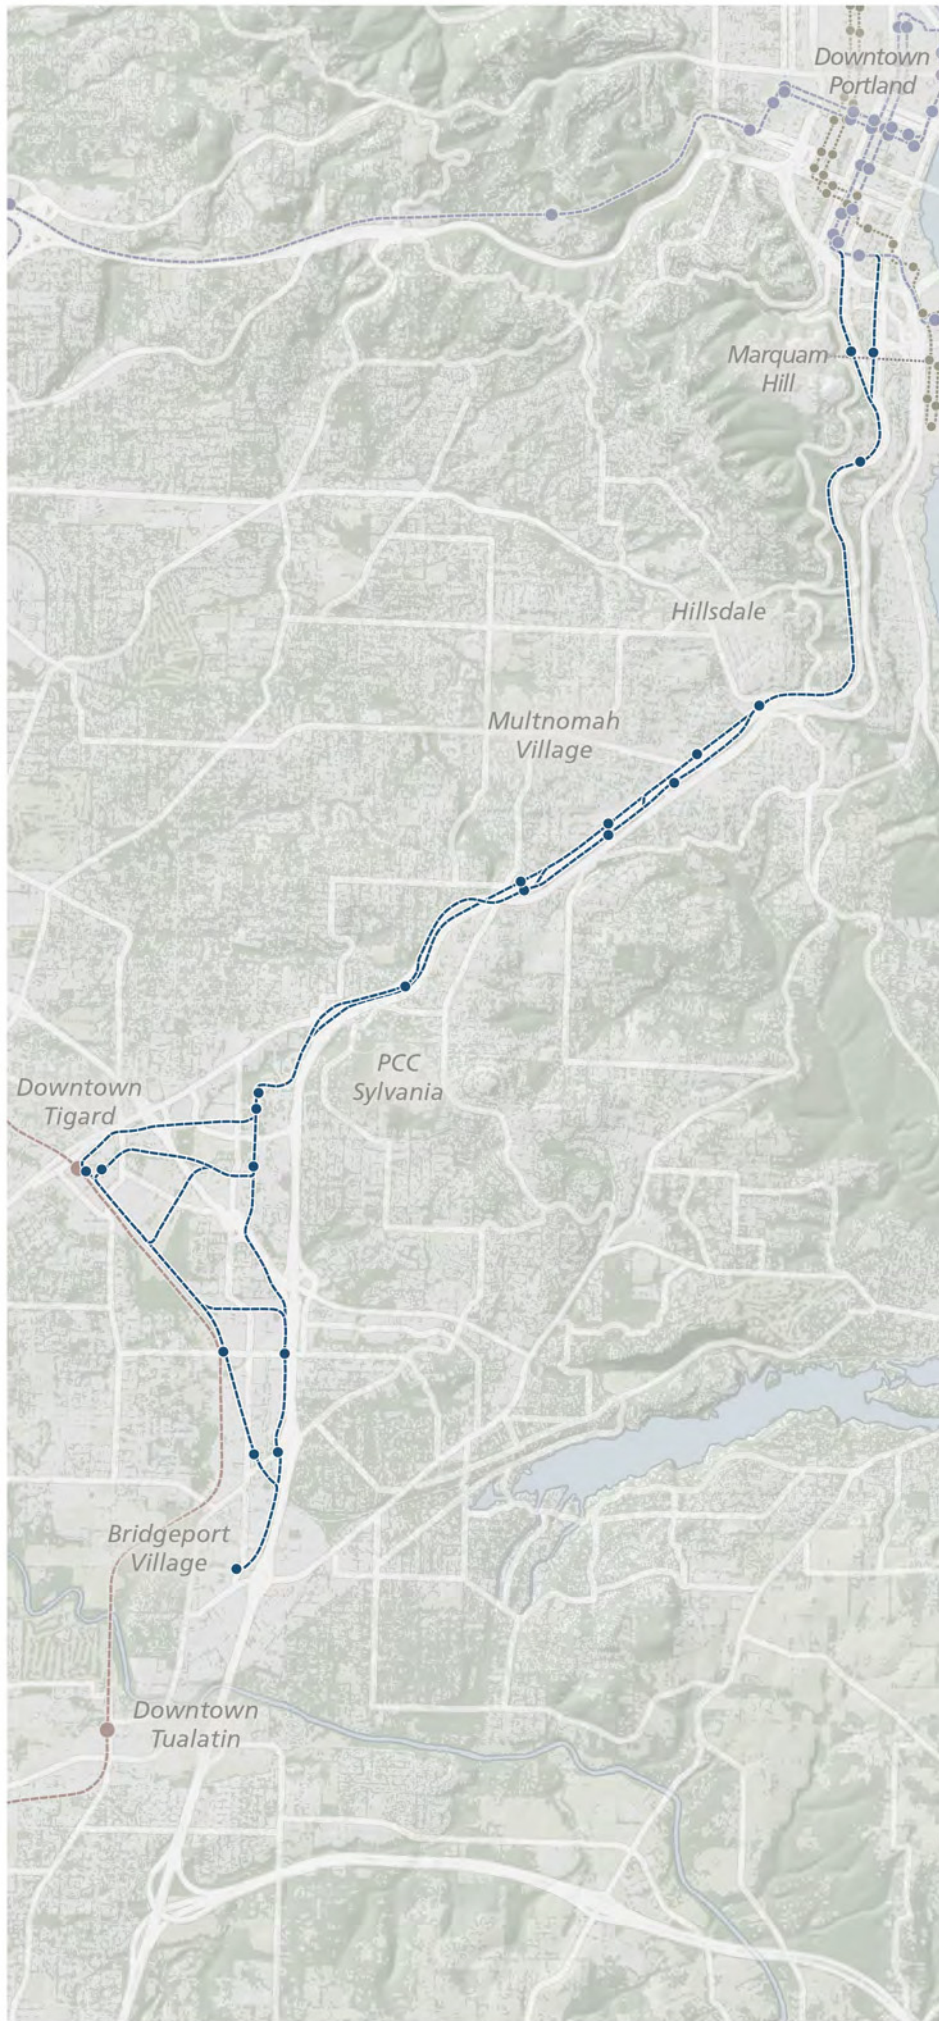 Downtown
Portland
Marquam
Hill
Hillsdale
Multnomah
Village
PCC
Sylvania
Downtown
Tigard
Bridgeport
Village
Downtown
Tualatin